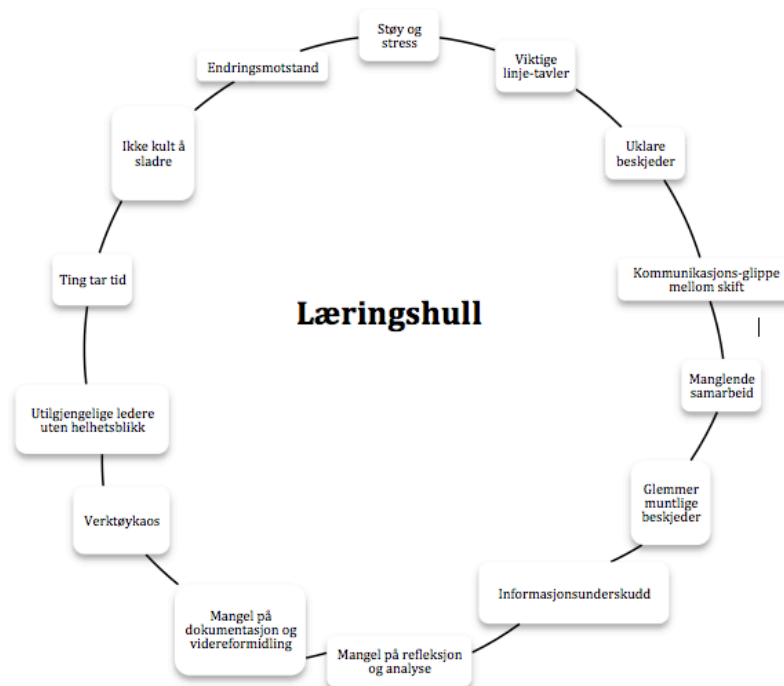 Støy og
stress
Viktige
linje-tavler
Uklare
beskjeder
Kommunikasjons-glippe
mellom skift
Manglende
samarbeid
Glemmer
muntlige
beskjeder
Informasjonsunderskudd
Mangel på refleksjon
og analyse
Mangel på
dokumentasjon og
videreformidling
Verktøykaos
Utilgjengelige ledere
uten helhetsblikk
Ting tar tid
Ikke kult å
sladre
Endringsmotstand
Læringshull